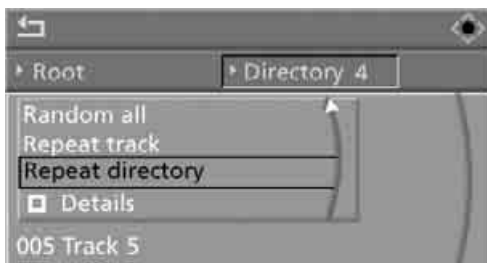 Root
Directory 4
Random all
Repeat track
Repeat directory
Details
005 Track 5